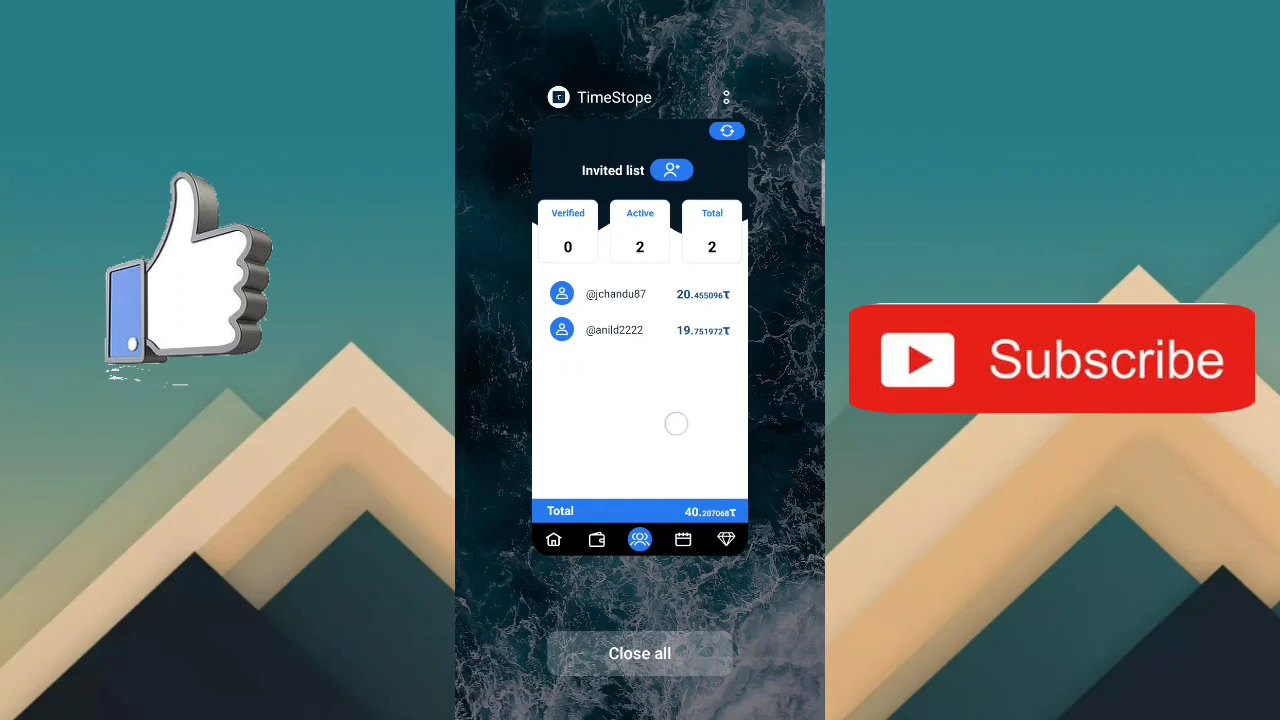 TimeStope
Invited list
Verified Active Total
0 2 2
@jchandu87 20.455096τ
@anild2222 19.751972τ
Total 40.207068τ
Close all
Subscribe